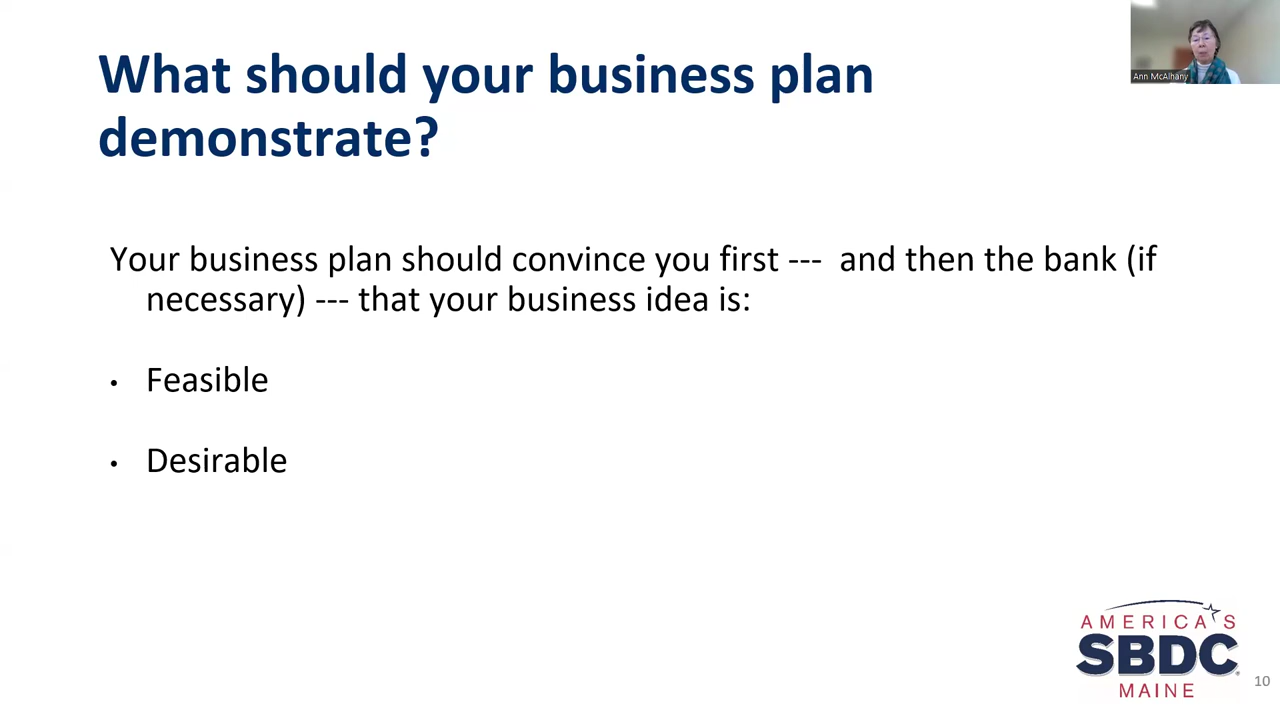 What should your business plan
demonstrate?
Ann McAlhany
Your business plan should convince you first --- and then the bank (if
necessary) --- that your business idea is:
• Feasible
• Desirable
AMERICA'S
SBDC
MAINE
10